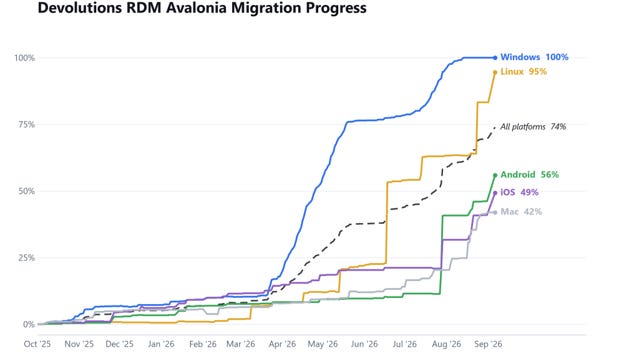 Devolutions RDM Avalonia Migration Progress
100%
75%
50%
25%
0%
Windows 100%
Linux 95%
All platforms 74%
Android 56%
iOS 49%
Mac 42%
Oct '25 Nov '25 Dec '25 Jan '26 Feb '26 Mar '26 Apr '26 May '26 Jun '26 Jul '26 Aug '26 Sep '26